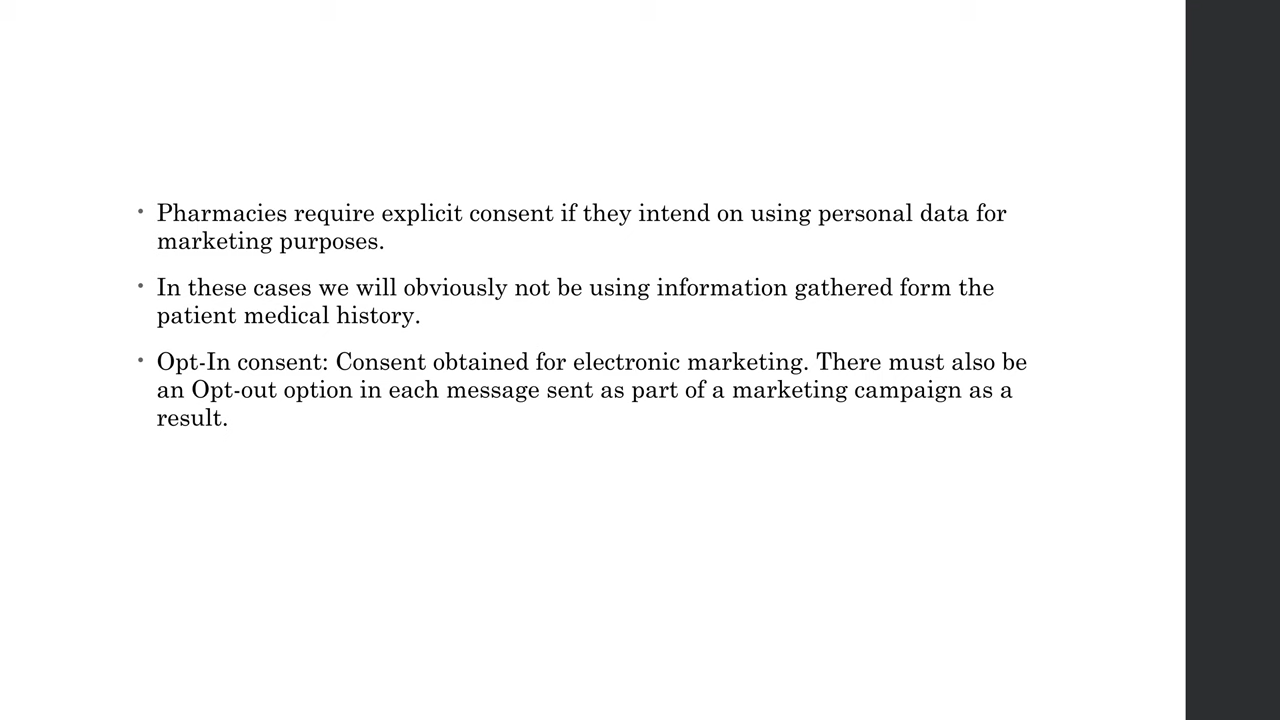 • Pharmacies require explicit consent if they intend on using personal data for
marketing purposes.
• In these cases we will obviously not be using information gathered form the
patient medical history.
• Opt-In consent: Consent obtained for electronic marketing. There must also be
an Opt-out option in each message sent as part of a marketing campaign as a
result.